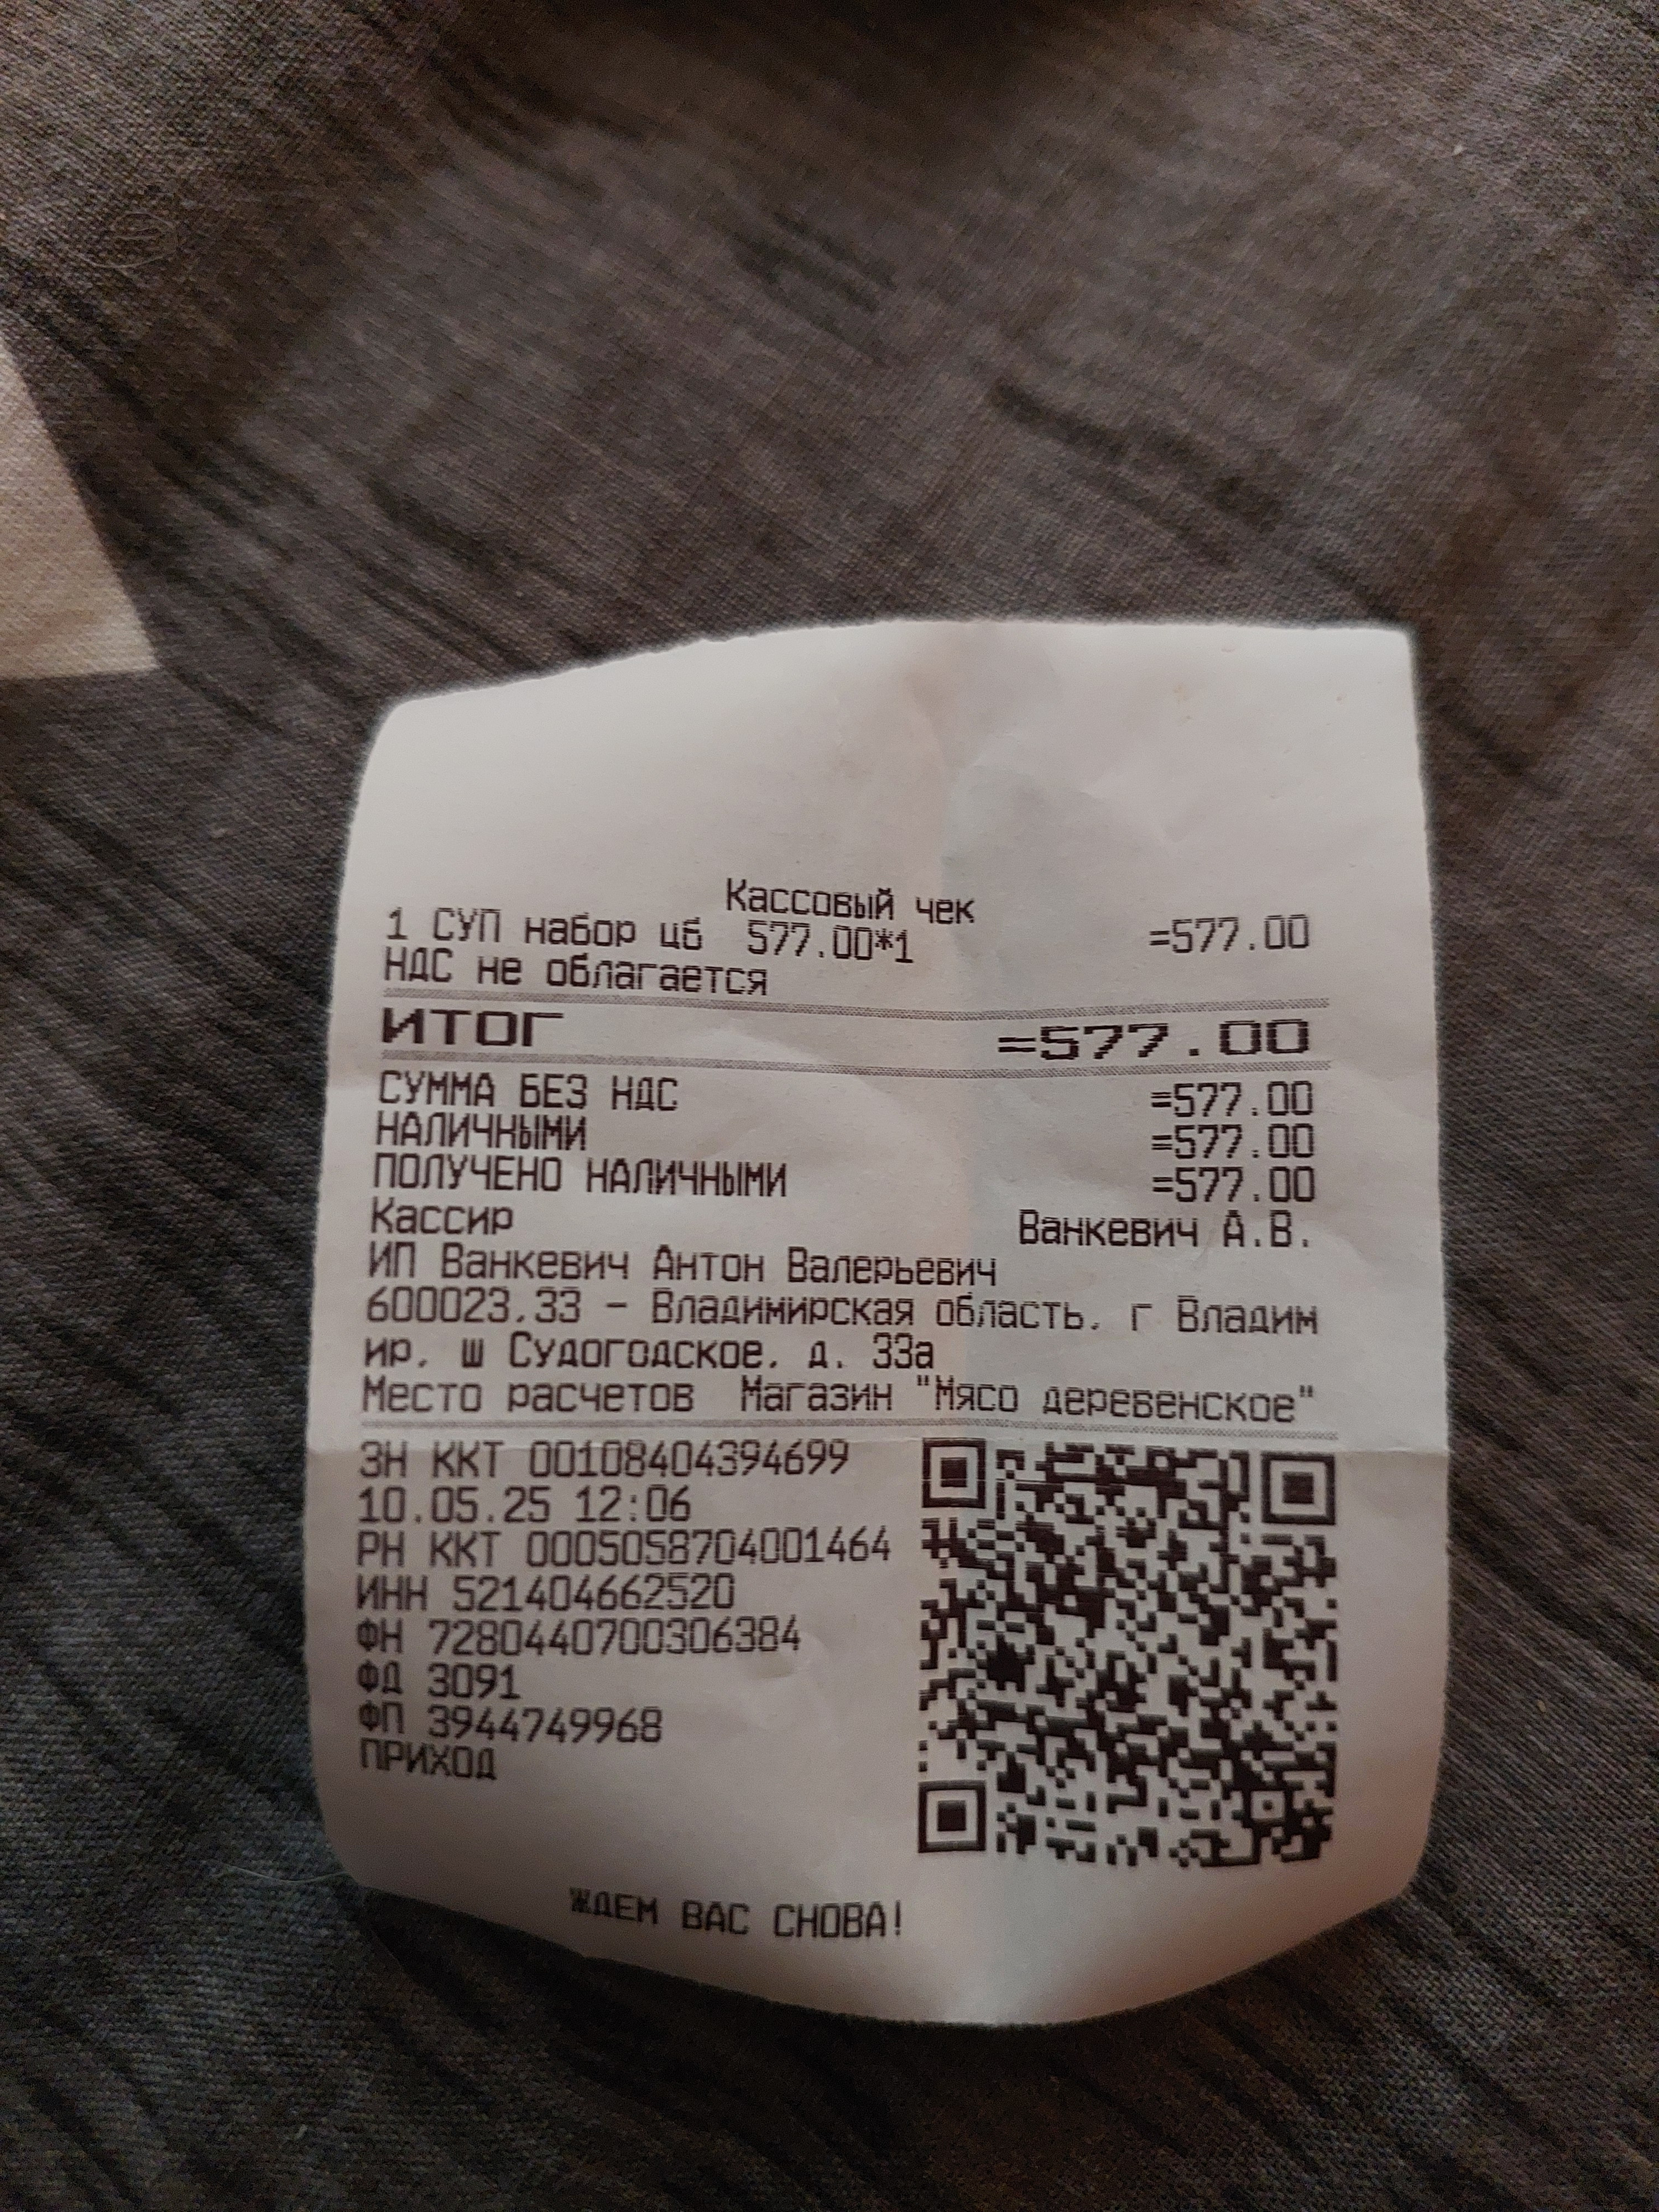 Кассовый чек
1 СУП набор цб 577.00*1 =577.00
НДС не облагается
ИТОГ =577.00
СУММА БЕЗ НДС =577.00
НАЛИЧНЫМИ =577.00
ПОЛУЧЕНО НАЛИЧНЫМИ =577.00
Кассир Ванкевич А.В.
ИП Ванкевич Антон Валерьевич
600023,33 - Владимирская область, г Владим
ир, ш Судогодское, д. 33а
Место расчетов Магазин "Мясо деревенское"
ЗН ККТ 00108404394699
10.05.25 12:06
РН ККТ 0005058704001464
ИНН 521404662520
ФН 7280440700306384
ФД 3091
ФП 3944749968
ПРИХОД
ЖДЕМ ВАС СНОВА!